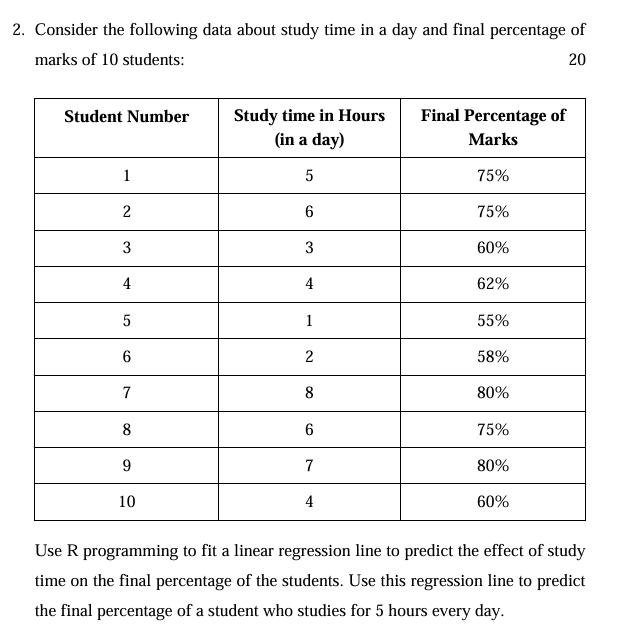 2. Consider the following data about study time in a day and final percentage of
marks of 10 students: 20
Student Number Study time in Hours Final Percentage of
(in a day) Marks
1 5 75%
2 6 75%
3 3 60%
4 4 62%
5 1 55%
6 2 58%
7 8 80%
8 6 75%
9 7 80%
10 4 60%
Use R programming to fit a linear regression line to predict the effect of study
time on the final percentage of the students. Use this regression line to predict
the final percentage of a student who studies for 5 hours every day.